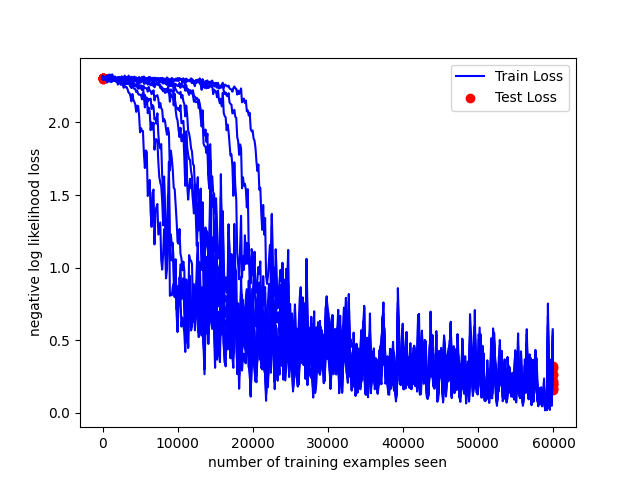 Train Loss
Test Loss
negative log likelihood loss
2.0
1.5
1.0
0.5
0.0
0 10000 20000 30000 40000 50000 60000
number of training examples seen